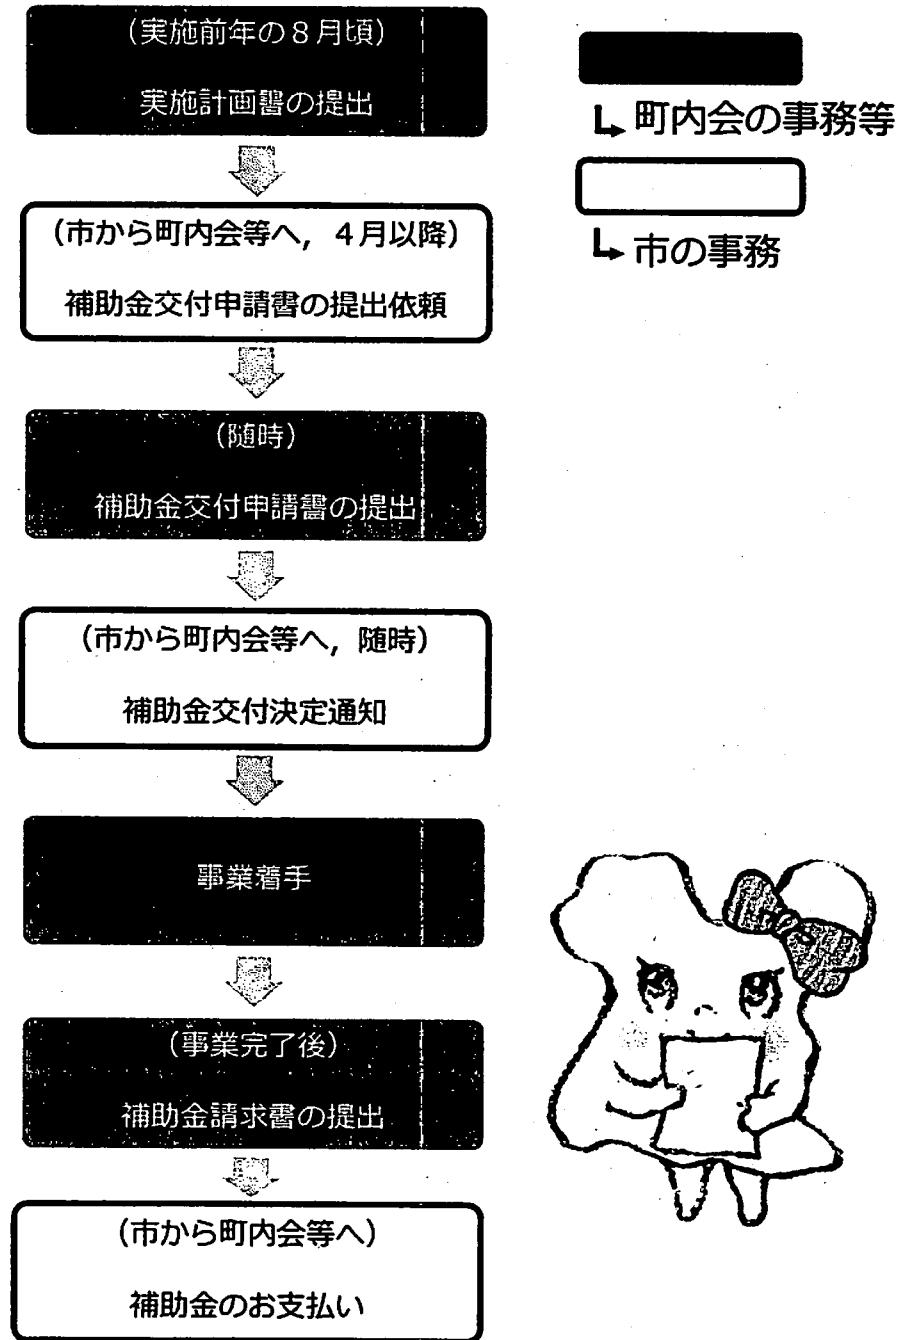 （実施前年の８月頃）
実施計画書の提出
（市から町内会等へ，４月以降）
補助金交付申請書の提出依頼
（随時）
補助金交付申請書の提出
（市から町内会等へ，随時）
補助金交付決定通知
事業着手
（事業完了後）
補助金請求書の提出
（市から町内会等へ）
補助金のお支払い
町内会の事務等
市の事務